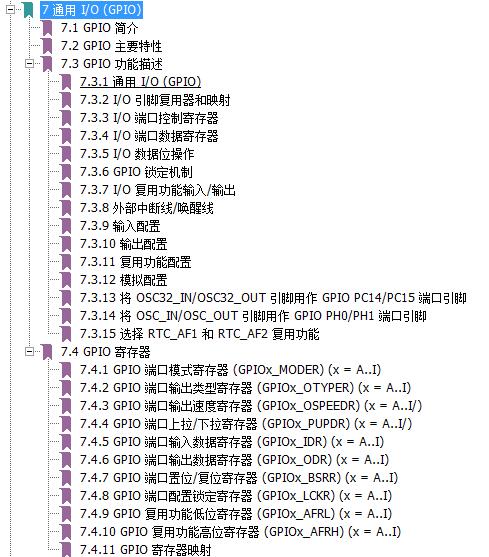 7 通用 I/O (GPIO)
7.1 GPIO 简介
7.2 GPIO 主要特性
7.3 GPIO 功能描述
7.3.1 通用 I/O (GPIO)
7.3.2 I/O 引脚复用器和映射
7.3.3 I/O 端口控制寄存器
7.3.4 I/O 端口数据寄存器
7.3.5 I/O 数据位操作
7.3.6 GPIO 锁定机制
7.3.7 I/O 复用功能输入/输出
7.3.8 外部中断线/唤醒线
7.3.9 输入配置
7.3.10 输出配置
7.3.11 复用功能配置
7.3.12 模拟配置
7.3.13 将 OSC32_IN/OSC32_OUT 引脚用作 GPIO PC14/PC15 端口引脚
7.3.14 将 OSC_IN/OSC_OUT 引脚用作 GPIO PH0/PH1 端口引脚
7.3.15 选择 RTC_AF1 和 RTC_AF2 复用功能
7.4 GPIO 寄存器
7.4.1 GPIO 端口模式寄存器 (GPIOx_MODER) (x = A..I)
7.4.2 GPIO 端口输出类型寄存器 (GPIOx_OTYPER) (x = A..I)
7.4.3 GPIO 端口输出速度寄存器 (GPIOx_OSPEEDR) (x = A..I/)
7.4.4 GPIO 端口上拉/下拉寄存器 (GPIOx_PUPDR) (x = A..I/)
7.4.5 GPIO 端口输入数据寄存器 (GPIOx_IDR) (x = A..I)
7.4.6 GPIO 端口输出数据寄存器 (GPIOx_ODR) (x = A..I)
7.4.7 GPIO 端口置位/复位寄存器 (GPIOx_BSRR) (x = A..I)
7.4.8 GPIO 端口配置锁定寄存器 (GPIOx_LCKR) (x = A..I)
7.4.9 GPIO 复用功能低位寄存器 (GPIOx_AFRL) (x = A..I)
7.4.10 GPIO 复用功能高位寄存器 (GPIOx_AFRH) (x = A..I)
7.4.11 GPIO 寄存器映射